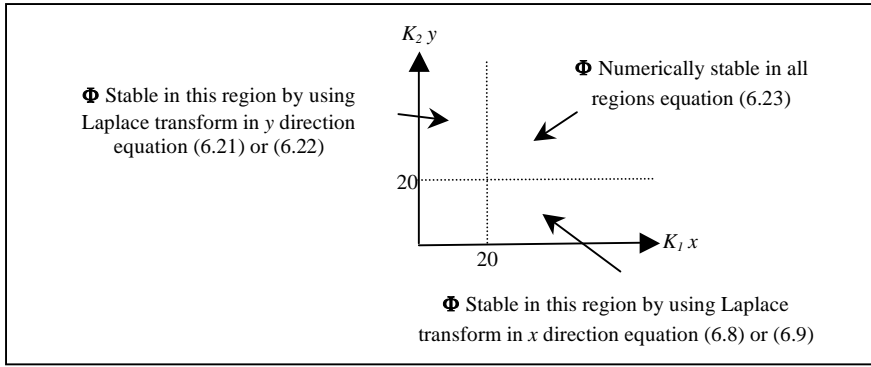 K₂ y
Φ Stable in this region by using
Laplace transform in y direction
equation (6.21) or (6.22)
Φ Numerically stable in all
regions equation (6.23)
20
20
K₁ x
Φ Stable in this region by using Laplace
transform in x direction equation (6.8) or (6.9)